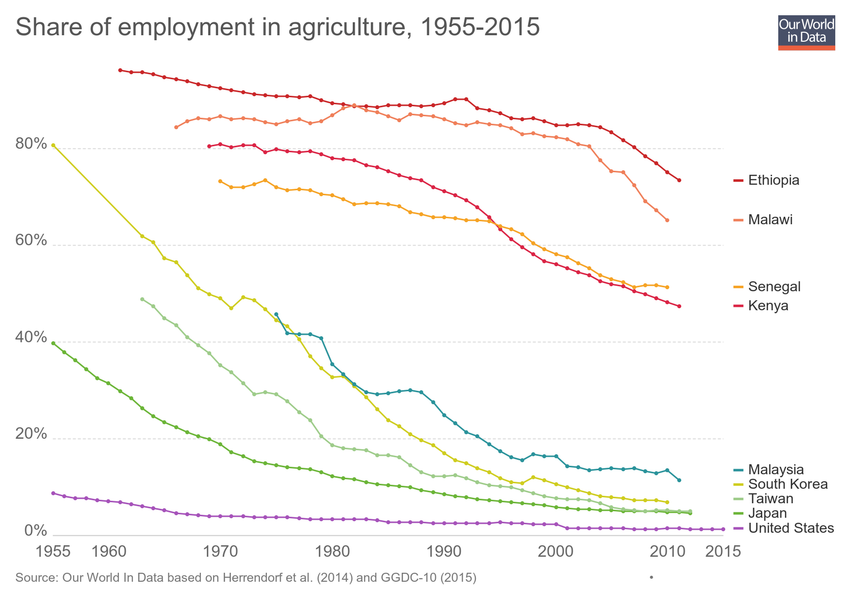 Share of employment in agriculture, 1955-2015
Our World
in Data
80%
60%
40%
20%
0%
Ethiopia
Malawi
Senegal
Kenya
Malaysia
South Korea
Taiwan
Japan
United States
1955 1960 1970 1980 1990 2000 2010 2015
Source: Our World In Data based on Herrendorf et al. (2014) and GGDC-10 (2015)